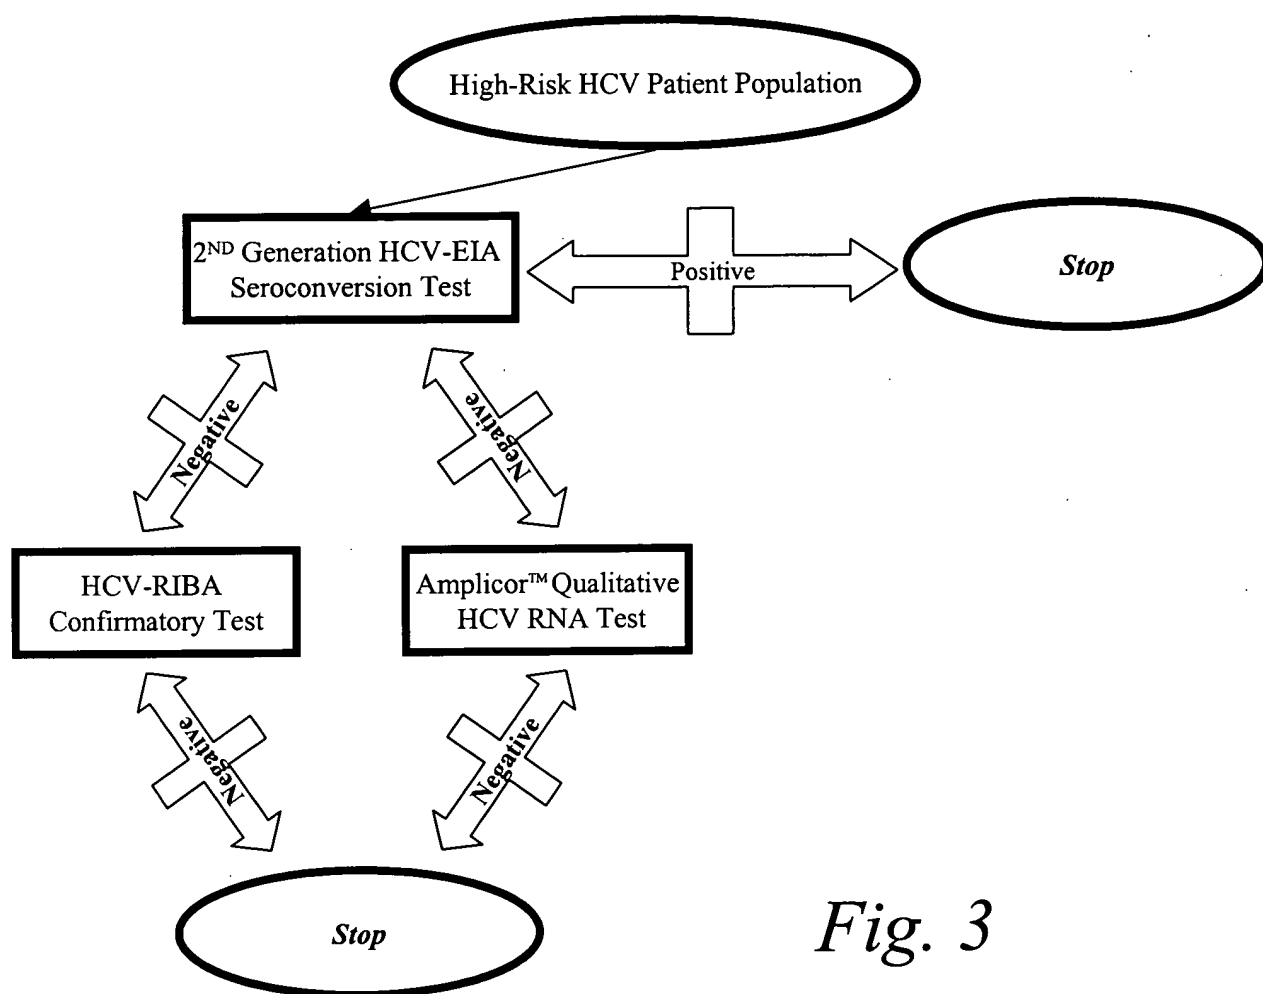 High-Risk HCV Patient Population
2ND Generation HCV-EIA
Seroconversion Test
Positive
Stop
Negative
Negative
HCV-RIBA
Confirmatory Test
Amplicor™ Qualitative
HCV RNA Test
Negative
Negative
Stop
Fig. 3